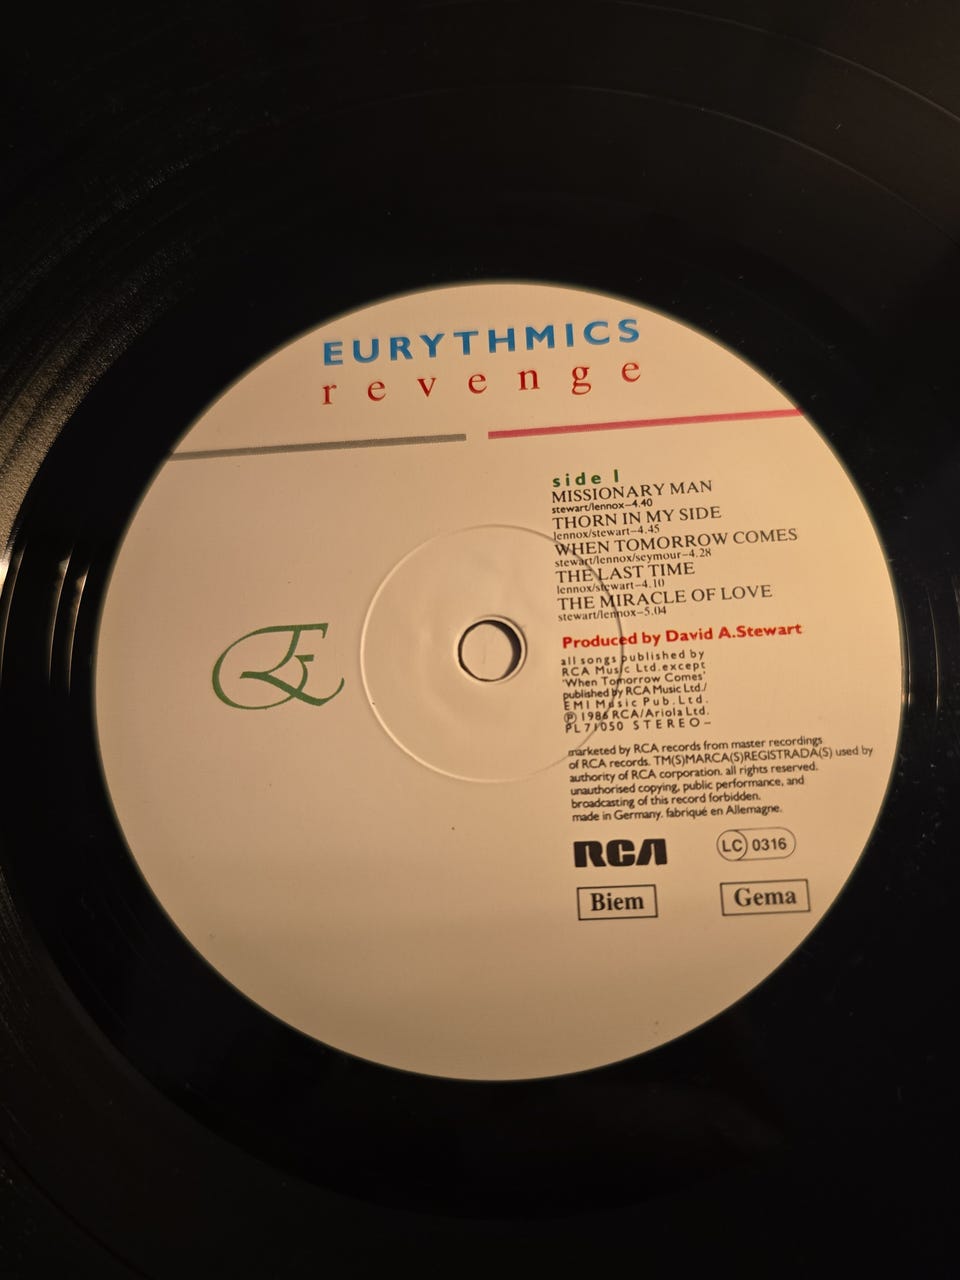 EURYTHMICS
revenge
side 1
MISSIONARY MAN
stewart/lennox–4.40
THORN IN MY SIDE
lennox/stewart–4.45
WHEN TOMORROW COMES
stewart/lennox/seymour–4.28
THE LAST TIME
lennox/stewart–4.10
THE MIRACLE OF LOVE
stewart/lennox–5.04
Produced by David A.Stewart
all songs published by
RCA Music Ltd.except
'When Tomorrow Comes'
published by RCA Music Ltd./
EMI Music Pub.Ltd.
℗ 1986 RCA/Ariola Ltd.
PL71050 STEREO–
marketed by RCA records from master recordings
of RCA records. TM(S)MARCA(S)REGISTRADA(S) used by
authority of RCA corporation. all rights reserved.
unauthorised copying, public performance, and
broadcasting of this record forbidden.
made in Germany. fabriqué en Allemagne.
RCA
LC 0316
Biem
Gema